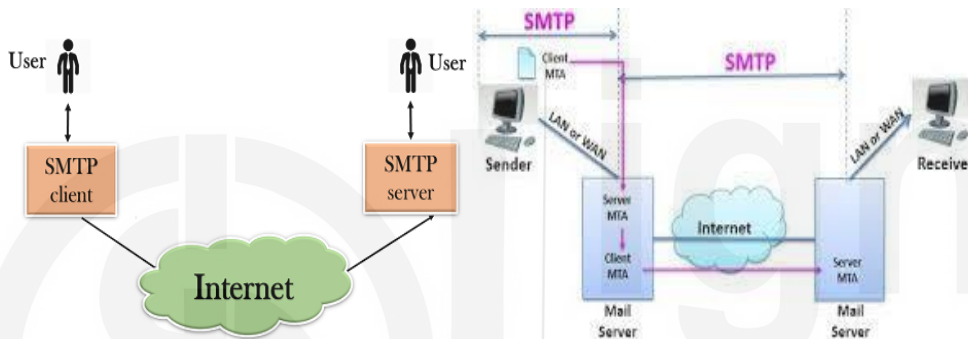 User
User
SMTP
client
SMTP
server
Internet
SMTP
SMTP
Client
MTA
Sender
LAN or WAN
Server
MTA
Client
MTA
Mail
Server
Internet
LAN or WAN
Server
MTA
Mail
Server
Receive